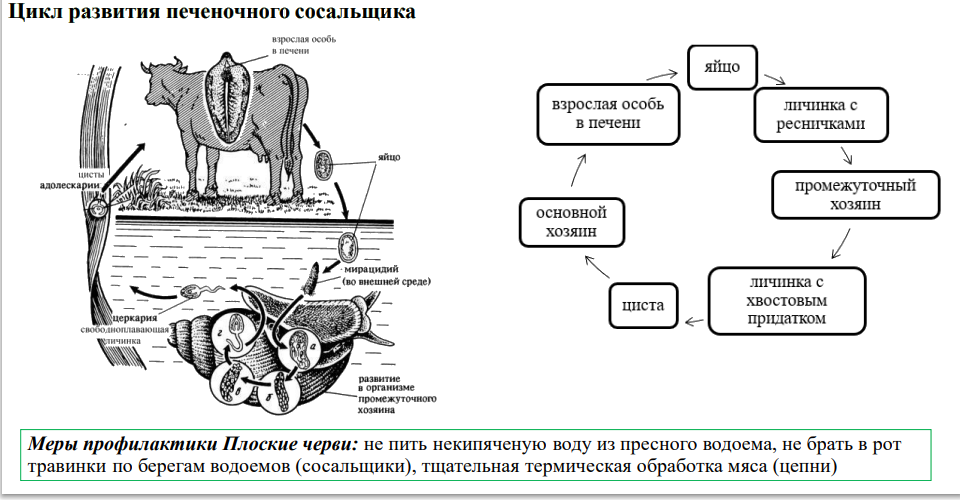 Цикл развития печеночного сосальщика
взрослая особь
в печени
яйцо
цисты
адолескарии
мирацидий
(во внешней среде)
церкария
свободноплавающая
личинка
г
а
в
б
развитие
в организме
промежуточного
хозяина
яйцо
личинка с
ресничками
промежуточный
хозяин
личинка с
хвостовым
придатком
циста
основной
хозяин
взрослая особь
в печени
Меры профилактики Плоские черви: не пить некипяченую воду из пресного водоема, не брать в рот
травинки по берегам водоемов (сосальщики), тщательная термическая обработка мяса (цепни)